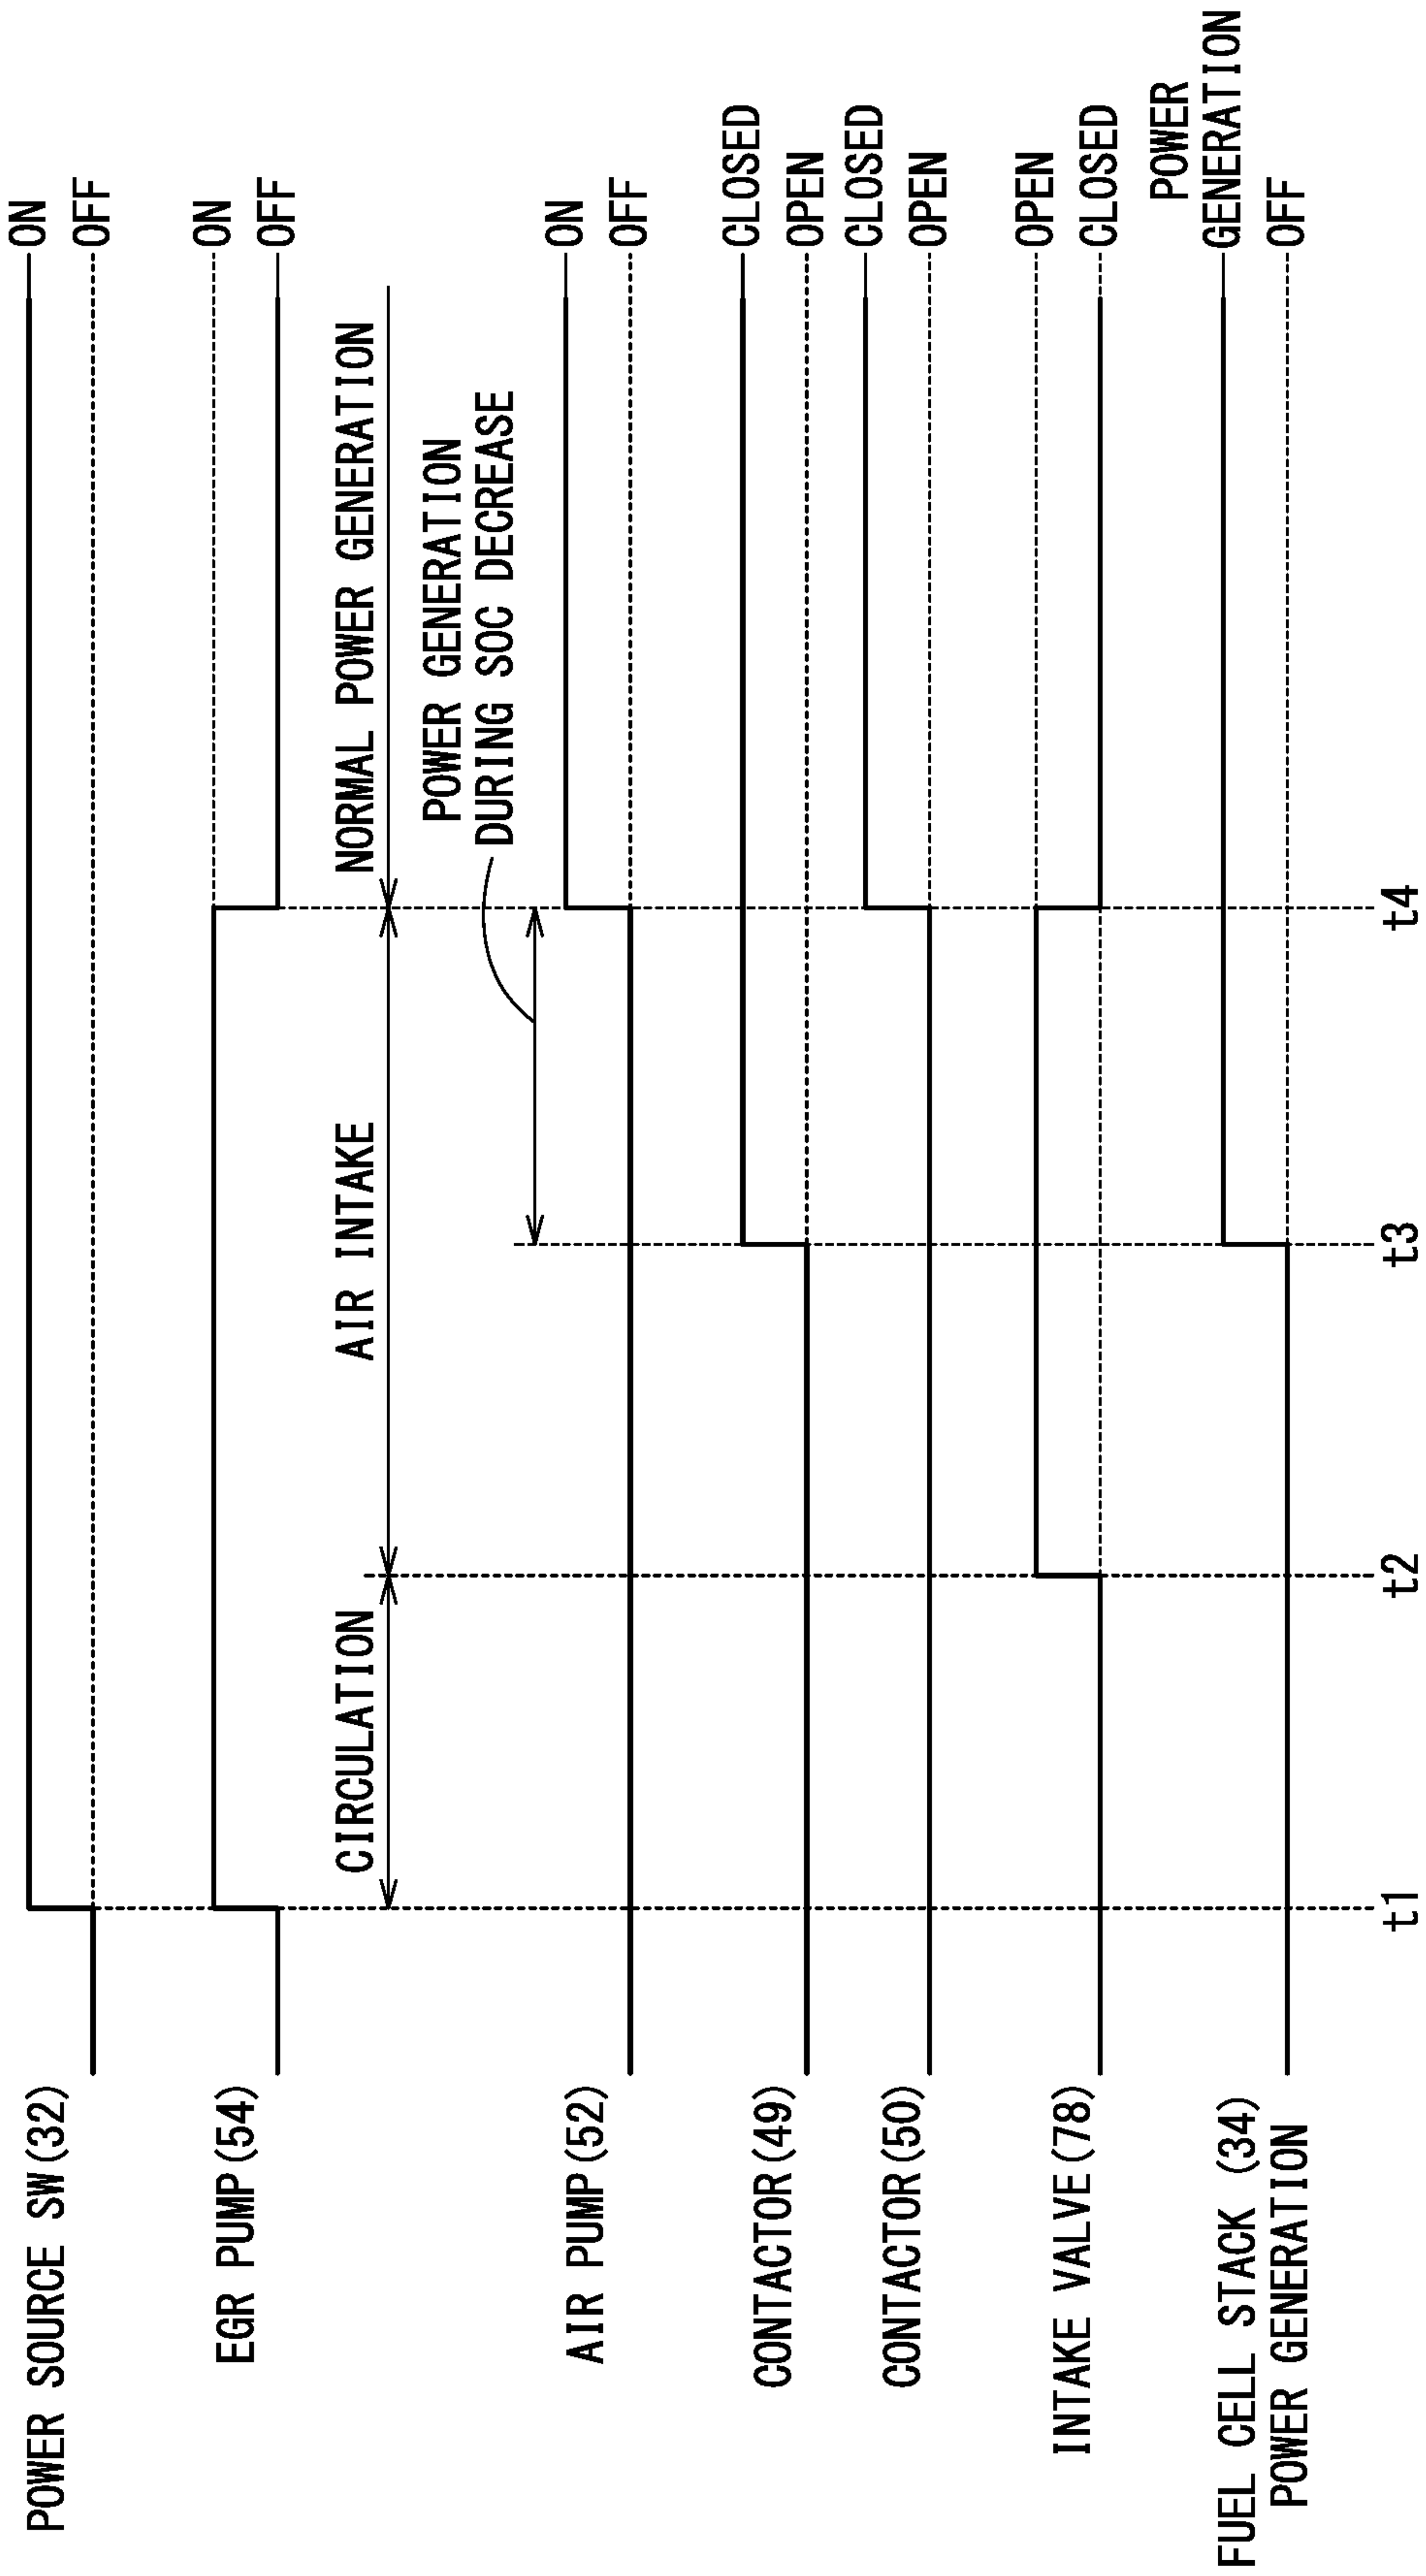 POWER SOURCE SW(32)
ON
OFF
EGR PUMP(54)
ON
OFF
CIRCULATION
AIR INTAKE
NORMAL POWER GENERATION
POWER GENERATION
DURING SOC DECREASE
AIR PUMP(52)
ON
OFF
CONTACTOR(49)
CLOSED
OPEN
CONTACTOR(50)
CLOSED
OPEN
INTAKE VALVE(78)
OPEN
CLOSED
FUEL CELL STACK (34)
POWER GENERATION
POWER
GENERATION
OFF
t1
t2
t3
t4